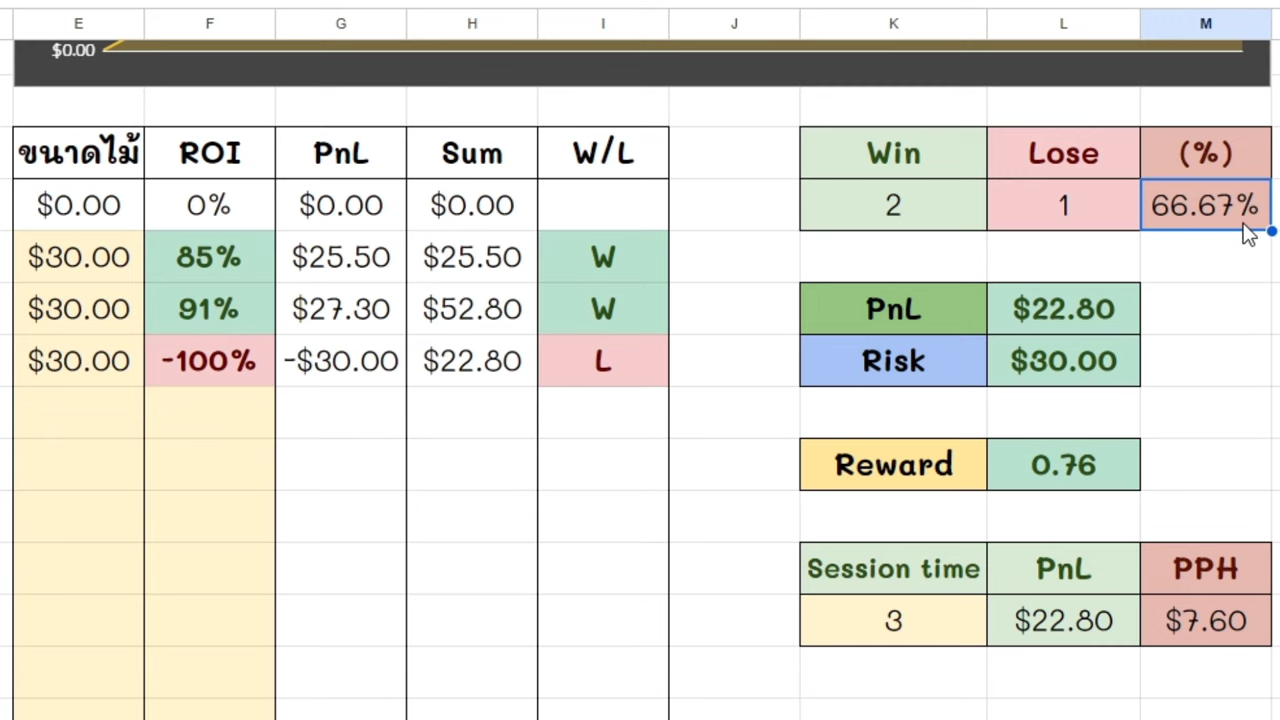 E F G H I J K L M
$0.00
ขนาดไม้ ROI PnL Sum W/L Win Lose (%)
$0.00 0% $0.00 $0.00 2 1 66.67%
$30.00 85% $25.50 $25.50 W
$30.00 91% $27.30 $52.80 W PnL $22.80
$30.00 -100% -$30.00 $22.80 L Risk $30.00
Reward 0.76
Session time PnL PPH
3 $22.80 $7.60